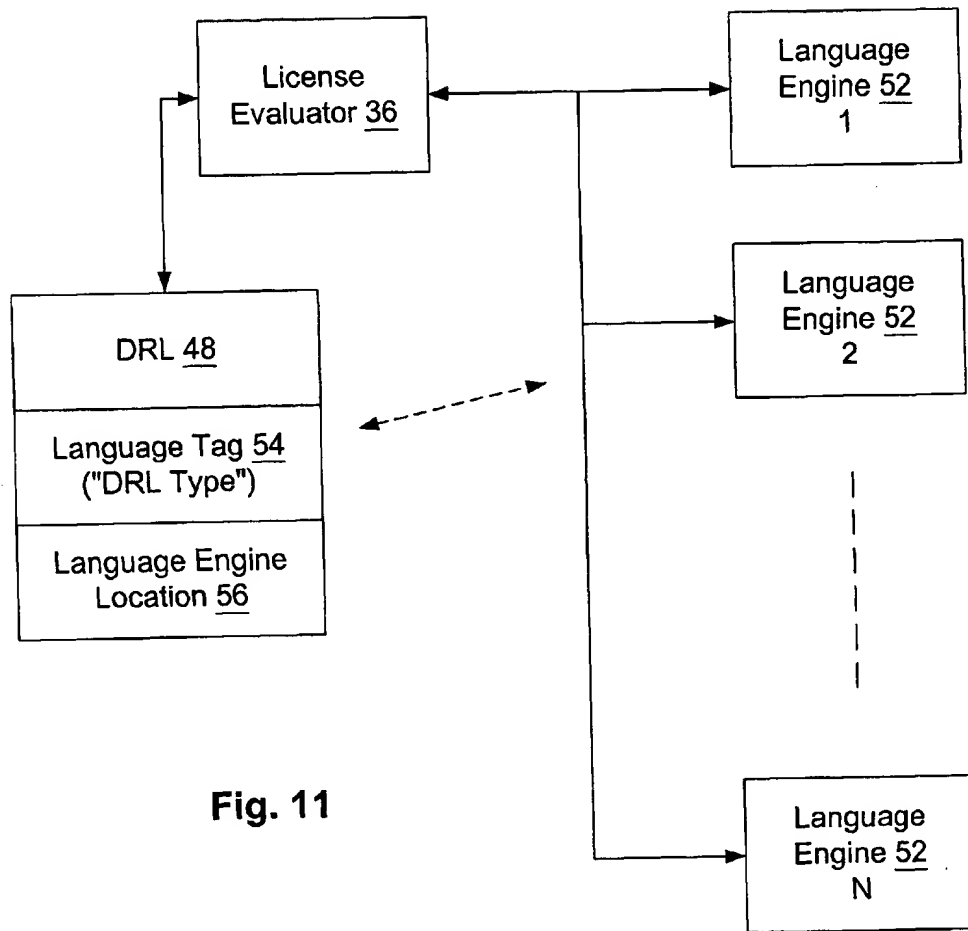 License
Evaluator 36
Language
Engine 52
1
DRL 48
Language Tag 54
("DRL Type")
Language Engine
Location 56
Language
Engine 52
2
Language
Engine 52
N
Fig. 11